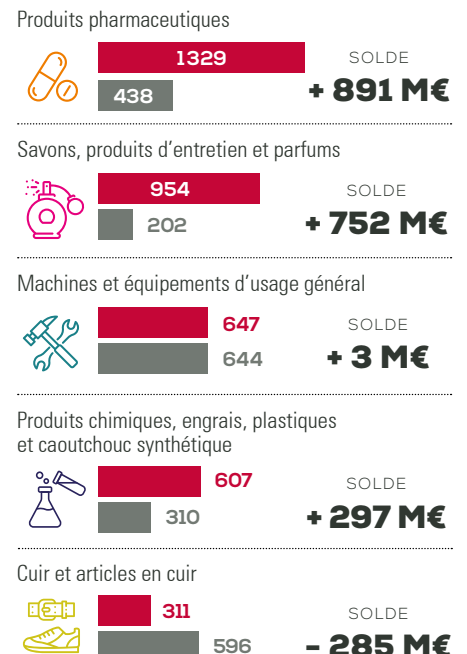 Produits pharmaceutiques
1329
SOLDE
438
+ 891 M€
Savons, produits d’entretien et parfums
954
SOLDE
202
+ 752 M€
Machines et équipements d’usage général
647
SOLDE
644
+ 3 M€
Produits chimiques, engrais, plastiques
et caoutchouc synthétique
607
SOLDE
310
+ 297 M€
Cuir et articles en cuir
311
SOLDE
596
- 285 M€